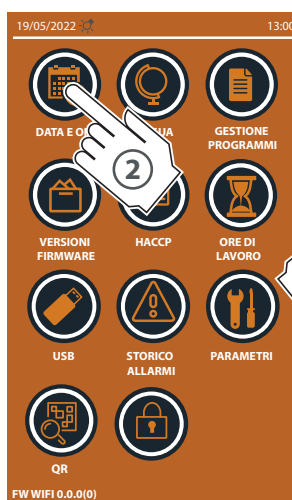 19/05/2022 13:00
DATA E O UA GESTIONE
PROGRAMMI
2
VERSIONI HACCP ORE DI
FIRMWARE LAVORO
USB STORICO PARAMETRI
ALLARMI
QR
FW WIFI 0.0.0(0)